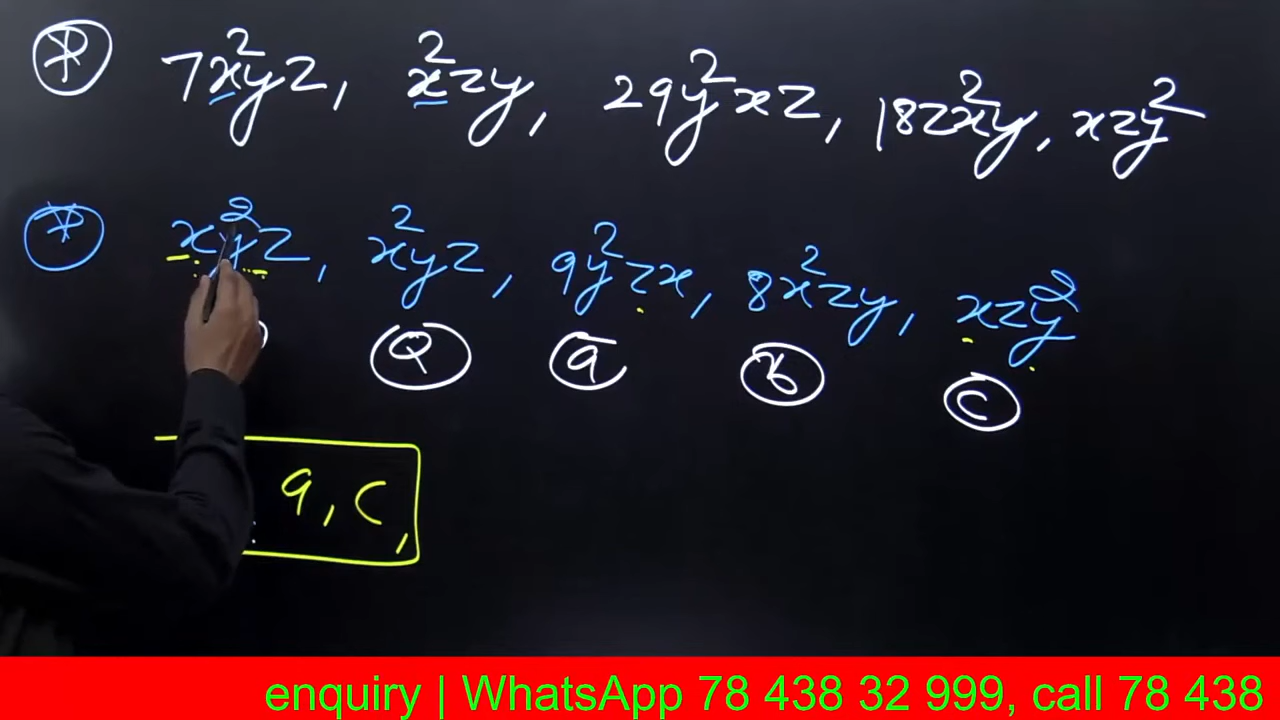 P 7x²yz, x²zy, 29y²xz, 18zx²y, xzy²
P xy²z, x²yz, 9y²zx, 8x²zy, xzy²
Q a b c
a, c,
enquiry | WhatsApp 78 438 32 999, call 78 438